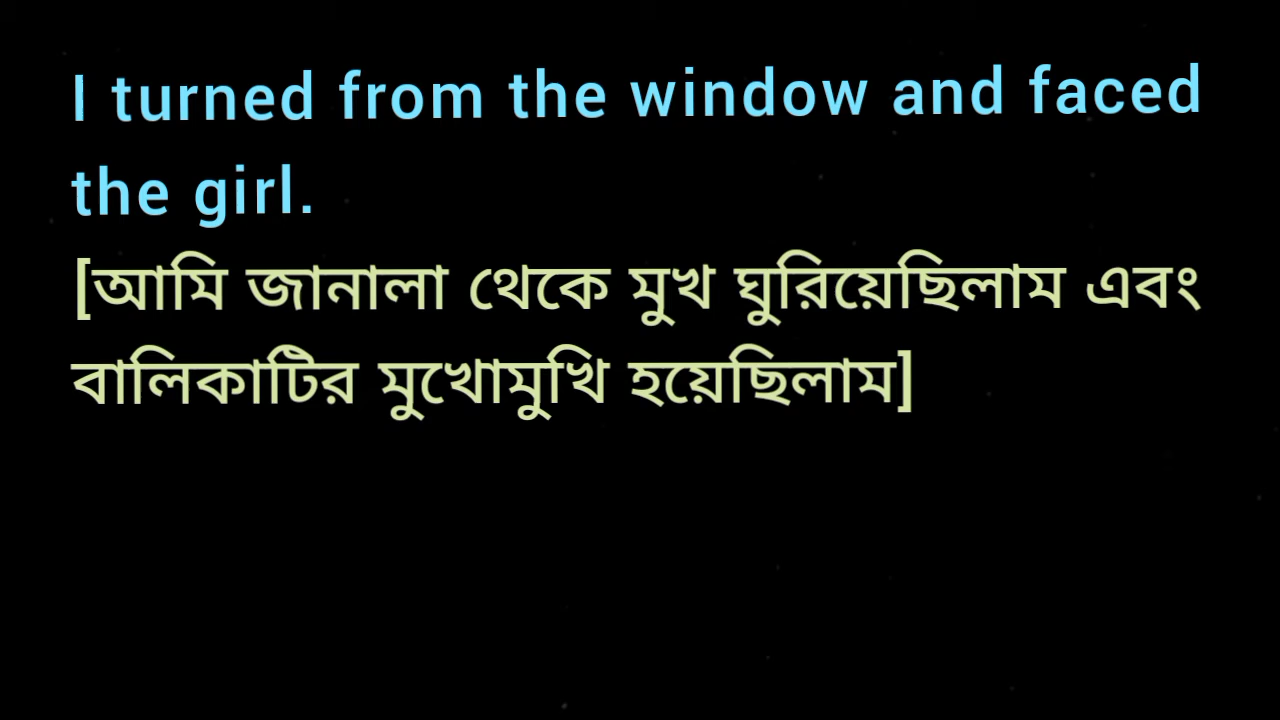 I turned from the window and faced
the girl.
[আমি জানালা থেকে মুখ ঘুরিয়েছিলাম এবং
বালিকাটির মুখোমুখি হয়েছিলাম]